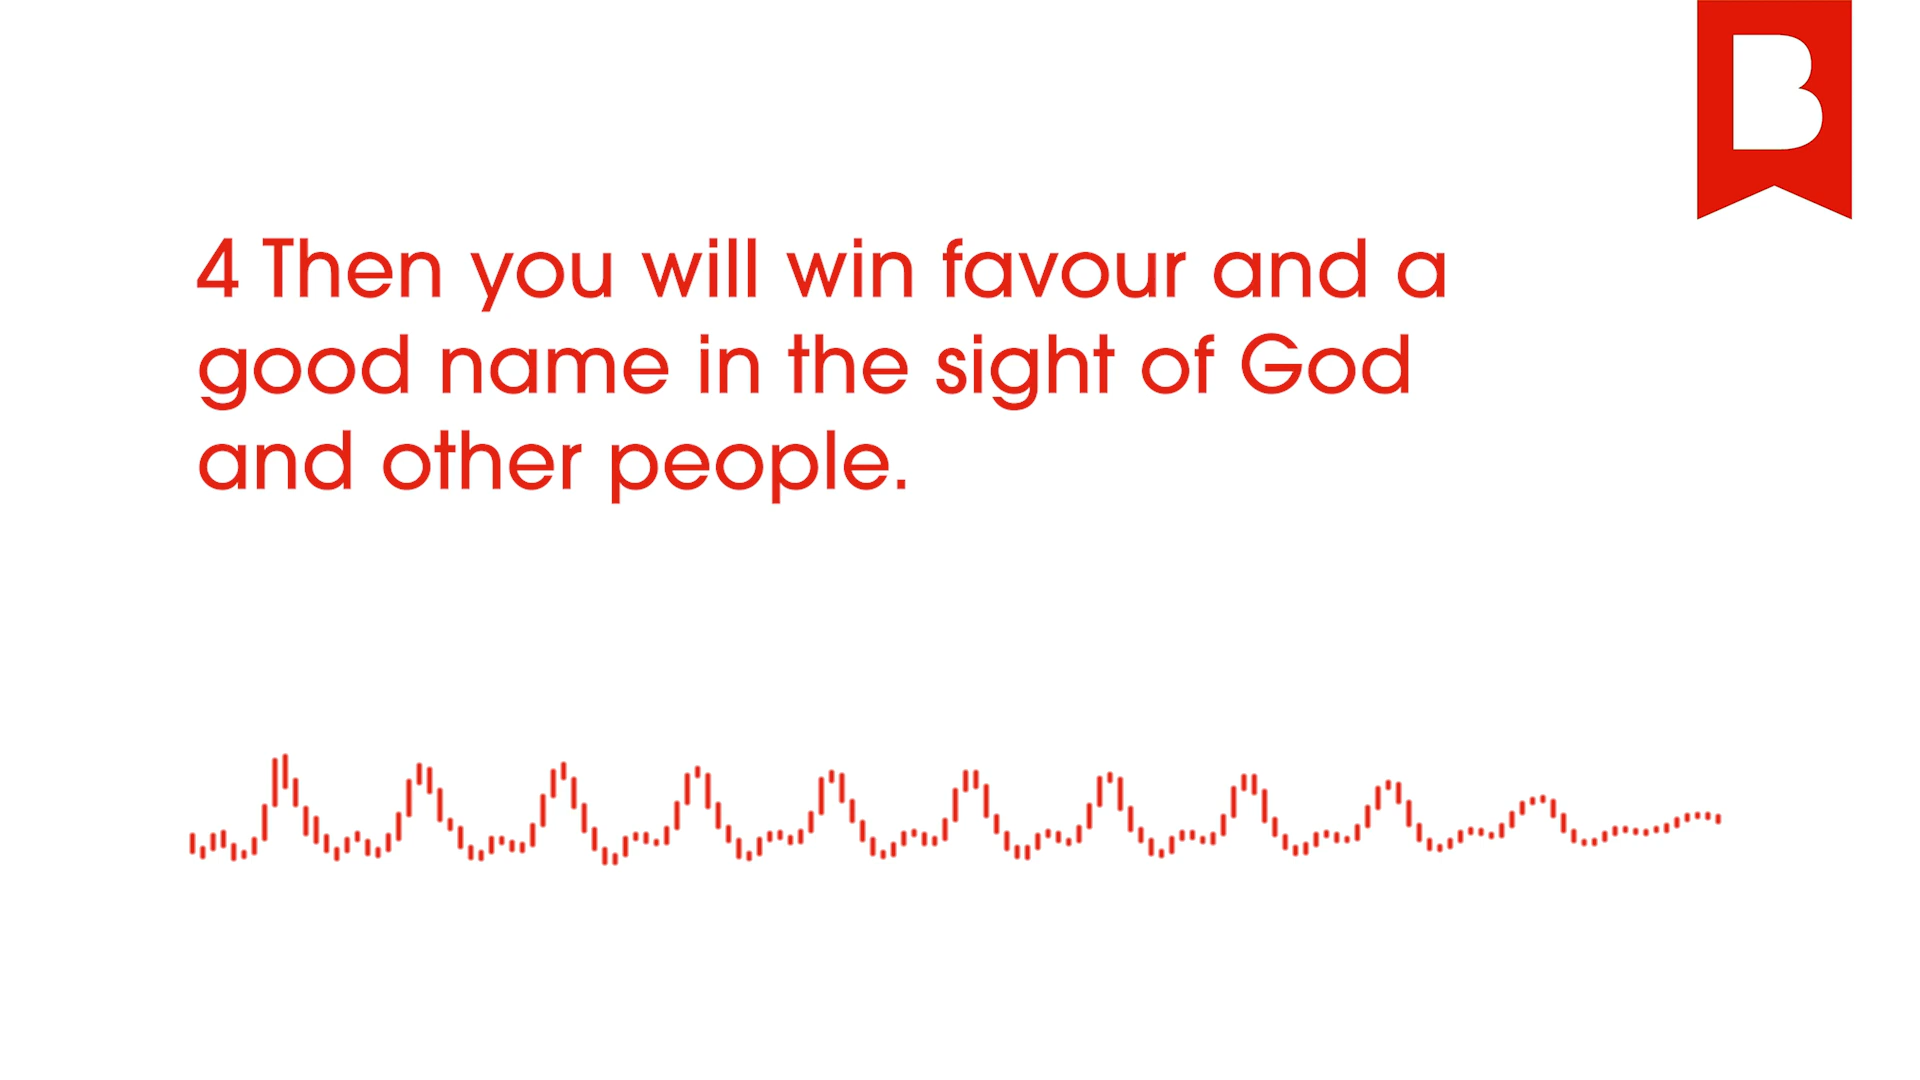 B
4 Then you will win favour and a
good name in the sight of God
and other people.